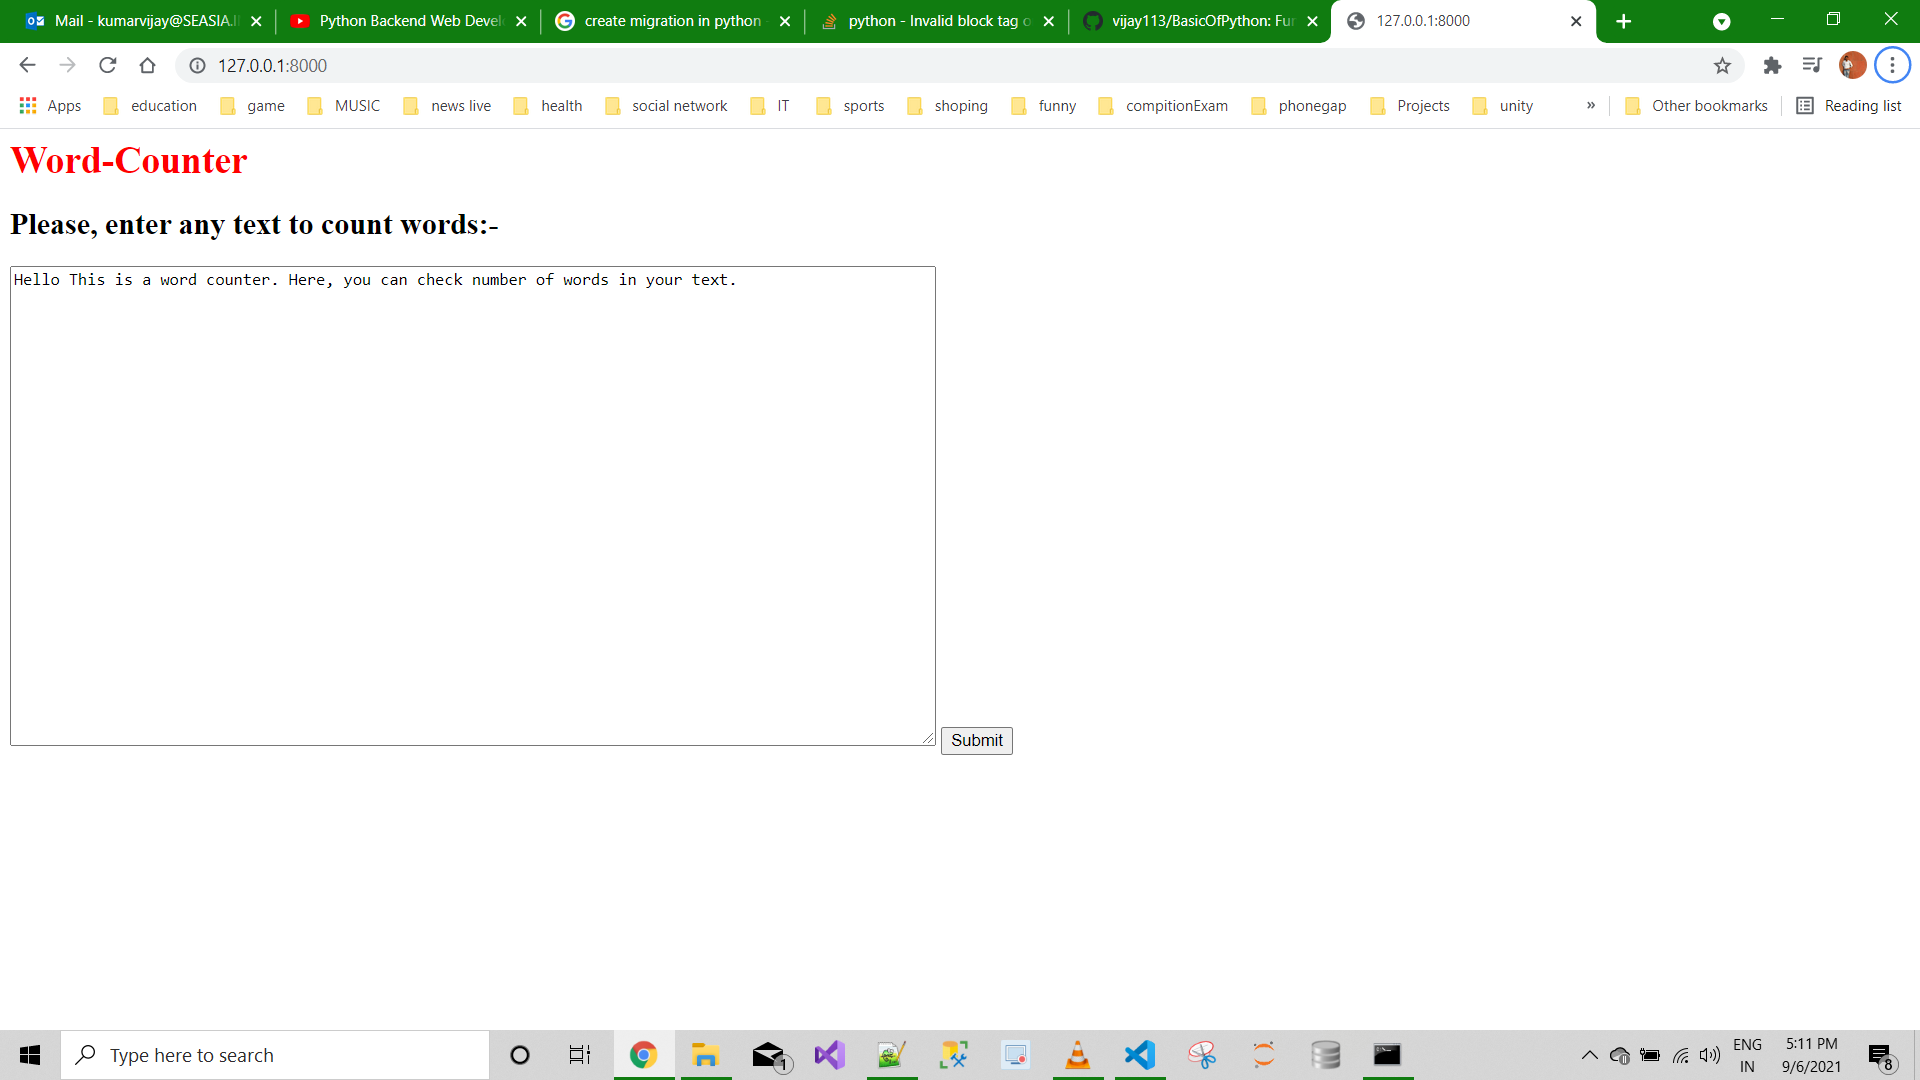 Mail - kumarvijay@SEASIA.I
Python Backend Web Devel
create migration in python
python - Invalid block tag o
vijay113/BasicOfPython: Fur
127.0.0.1:8000
127.0.0.1:8000
Apps education game MUSIC news live health social network IT sports shoping funny compitionExam phonegap Projects unity » Other bookmarks Reading list
Word-Counter
Please, enter any text to count words:-
Hello This is a word counter. Here, you can check number of words in your text.
Submit
Type here to search
1
ENG
IN
5:11 PM
9/6/2021
8